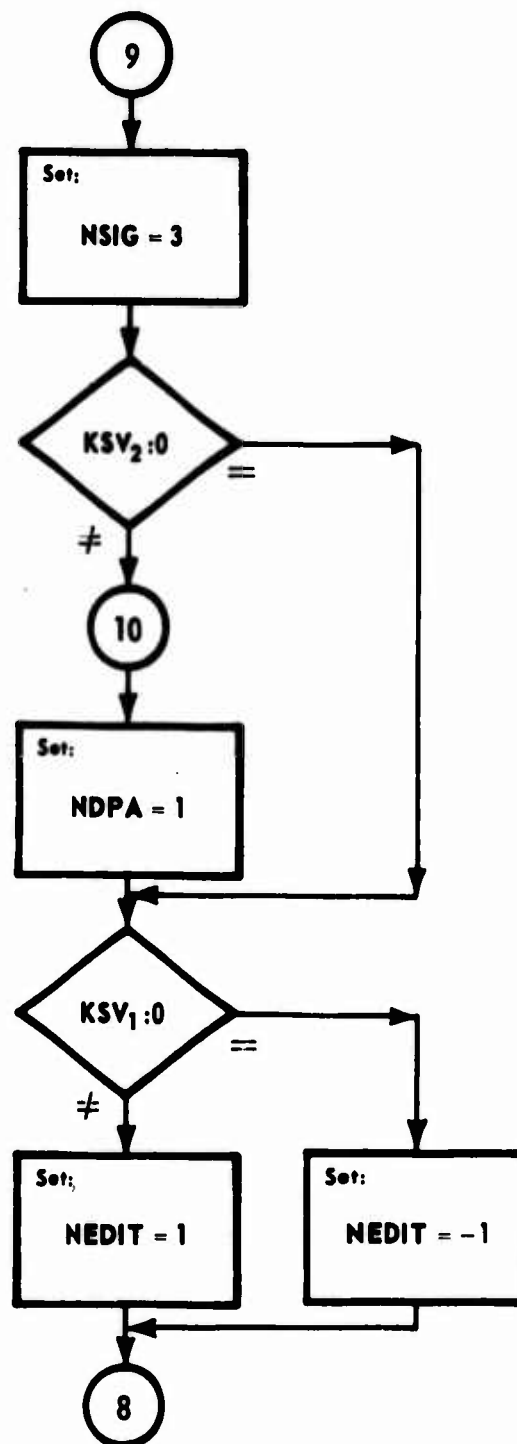 9
Set:
NSIG = 3
KSV₂:0
=
≠
10
Set:
NDPA = 1
KSV₁:0
=
≠
Set:
NEDIT = 1
Set:
NEDIT = -1
8